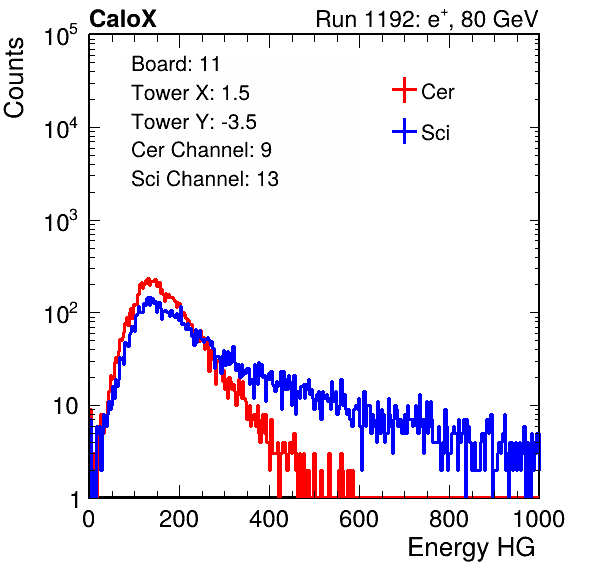 CaloX Run 1192: e+, 80 GeV
Counts
Board: 11
Tower X: 1.5
Tower Y: -3.5
Cer Channel: 9
Sci Channel: 13
Cer
Sci
10^5
10^4
10^3
10^2
10
1
0 200 400 600 800 1000
Energy HG